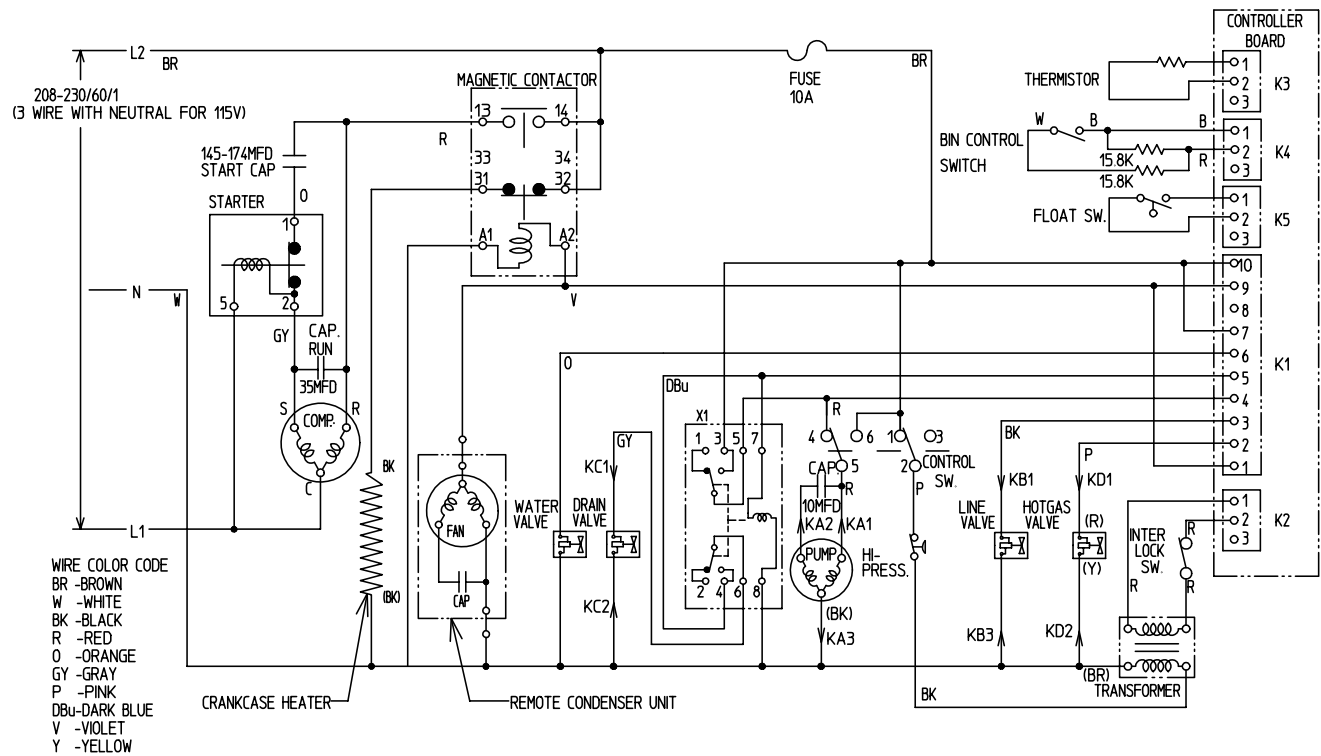 CONTROLLER
BOARD
L2
BR
BR
208-230/60/1
(3 WIRE WITH NEUTRAL FOR 115V)
MAGNETIC CONTACTOR
FUSE
10A
THERMISTOR
1
2
3
K3
13
14
R
33
34
31
32
A1
A2
V
145-174MFD
START CAP
O
STARTER
1
5
2
GY
W
B
B
BIN CONTROL
SWITCH
15.8K
15.8K
R
1
2
3
K4
FLOAT SW.
1
2
3
K5
N
W
CAP.
RUN
35MFD
S
R
COMP.
C
10
9
8
7
6
5
4
3
2
1
K1
O
DBu
X1
1
3
5
7
2
4
6
8
R
4
6
1
3
5
2
CONTROL
SW.
CAP.
10MFD
R
P
KA2
KA1
PUMP
HI-
PRESS.
(BK)
KA3
BK
GY
KC1
KC2
WATER
VALVE
DRAIN
VALVE
BK
(BK)
FAN
CAP
BK
KB1
LINE
VALVE
KB3
P
KD1
HOTGAS
VALVE
(R)
(Y)
KD2
(BR)
1
2
3
K2
INTER
LOCK
SW.
R
R
R
TRANSFORMER
L1
WIRE COLOR CODE
BR -BROWN
W -WHITE
BK -BLACK
R -RED
O -ORANGE
GY -GRAY
P -PINK
DBu-DARK BLUE
V -VIOLET
Y -YELLOW
CRANKCASE HEATER
REMOTE CONDENSER UNIT